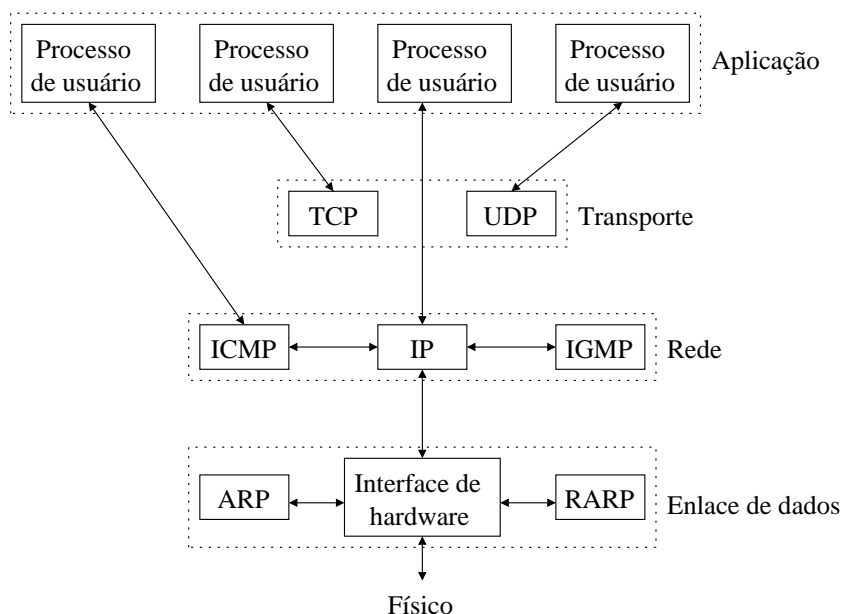 Processo
de usuário
Processo
de usuário
Processo
de usuário
Processo
de usuário
Aplicação
TCP
UDP
Transporte
ICMP
IP
IGMP
Rede
ARP
Interface de
hardware
RARP
Enlace de dados
Físico